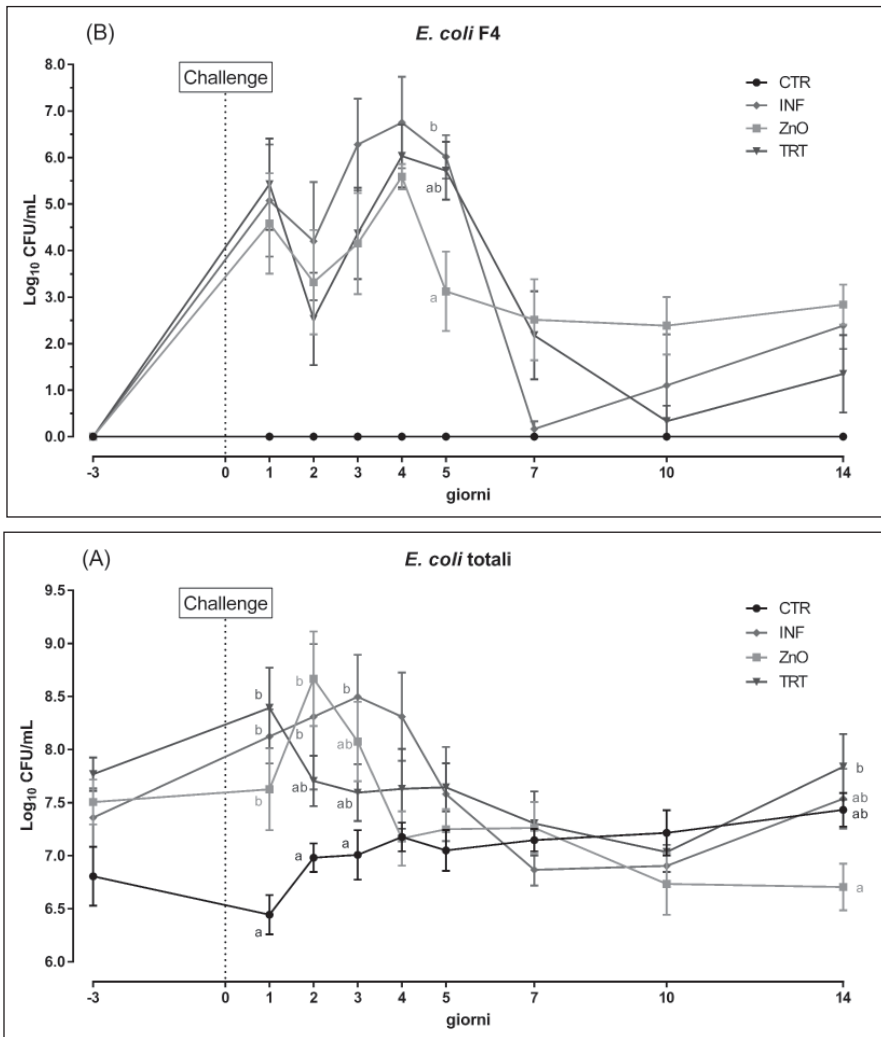 (B)
E. coli F4
Challenge
CTR
INF
ZnO
TRT
Log10 CFU/mL
8.0
7.0
6.0
5.0
4.0
3.0
2.0
1.0
0.0
b
ab
a
-3 0 1 2 3 4 5 7 10 14
giorni
(A)
E. coli totali
Challenge
CTR
INF
ZnO
TRT
Log10 CFU/mL
9.5
9.0
8.5
8.0
7.5
7.0
6.5
6.0
b b b
b b ab
b ab ab
a a
a
b
ab
ab
a
-3 0 1 2 3 4 5 7 10 14
giorni